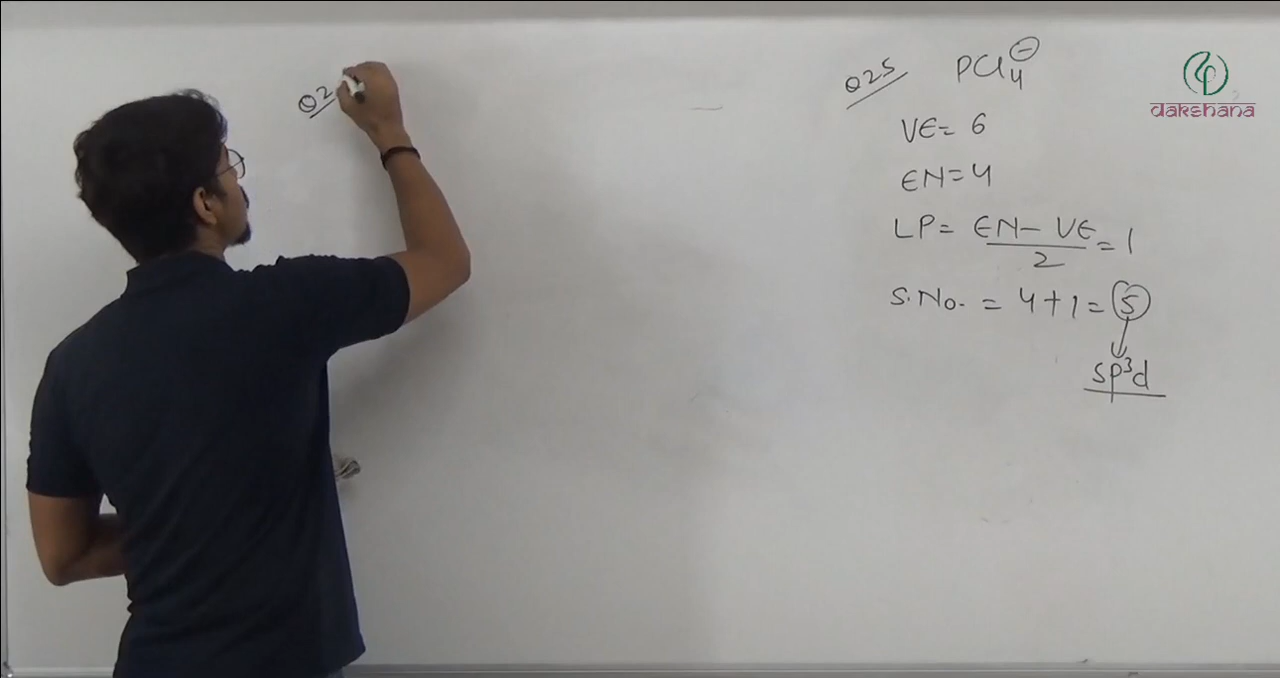 Q2
Q25 PCl4⊖
VE= 6
EN=4
LP= EN- VE/2 = 1
S.No. = 4+1 = 5
sp³d
dakshana